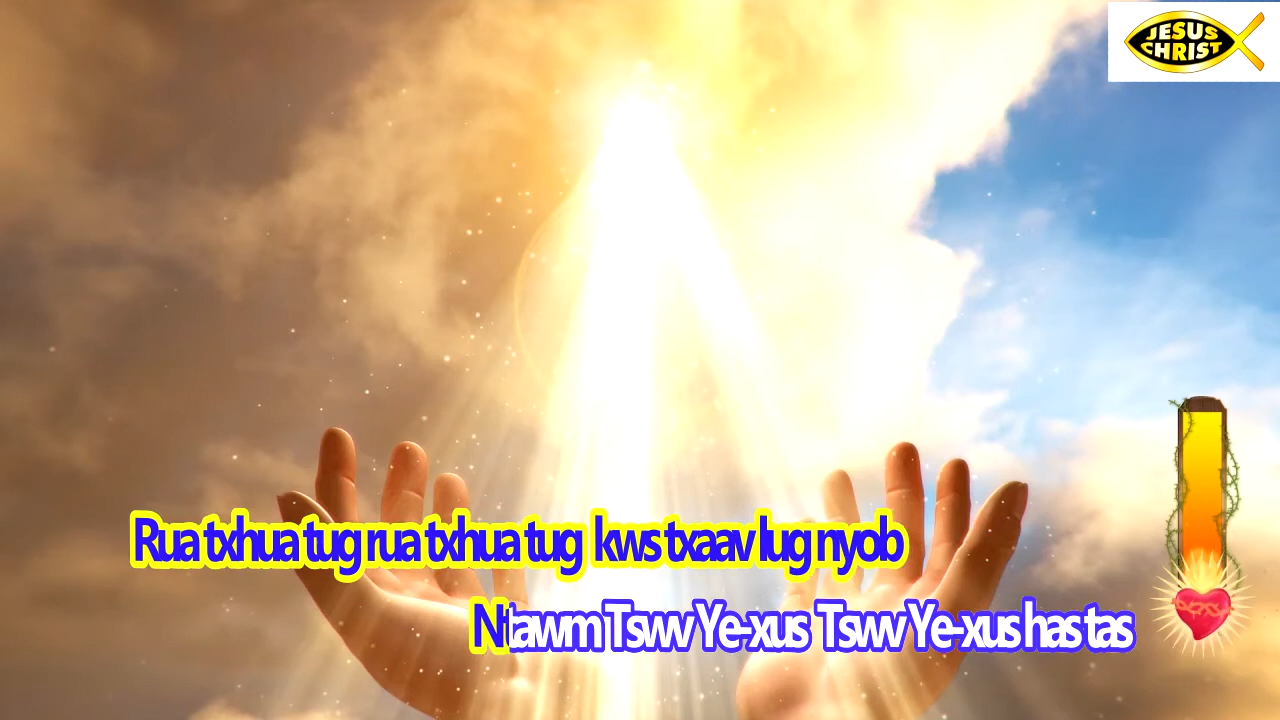 JESUS
CHRIST
Rua txhua tug rua txhua tug kws txaav lug nyob
Ntawm Tswv Ye-xus Tswv Ye-xus has tas